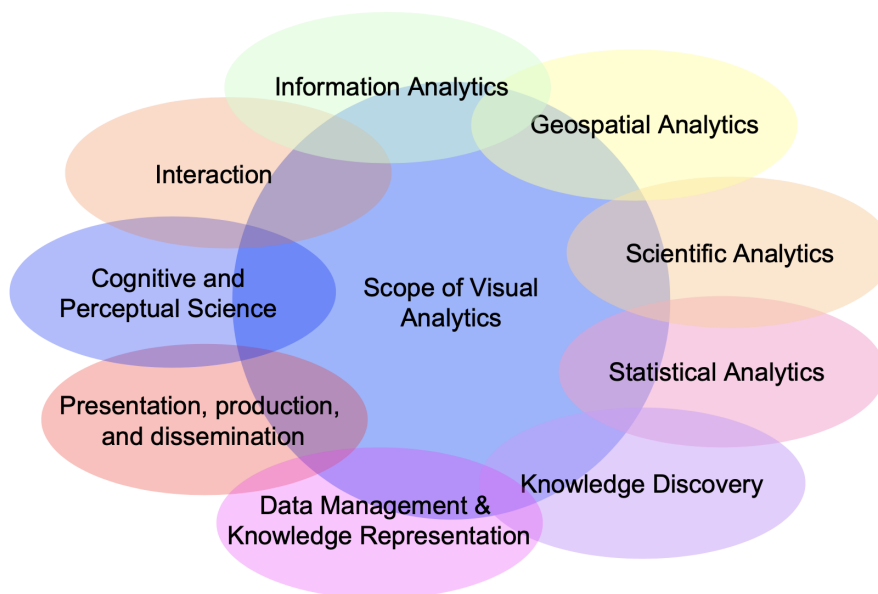 Information Analytics
Geospatial Analytics
Interaction
Scientific Analytics
Cognitive and
Perceptual Science
Scope of Visual
Analytics
Statistical Analytics
Presentation, production,
and dissemination
Knowledge Discovery
Data Management &
Knowledge Representation